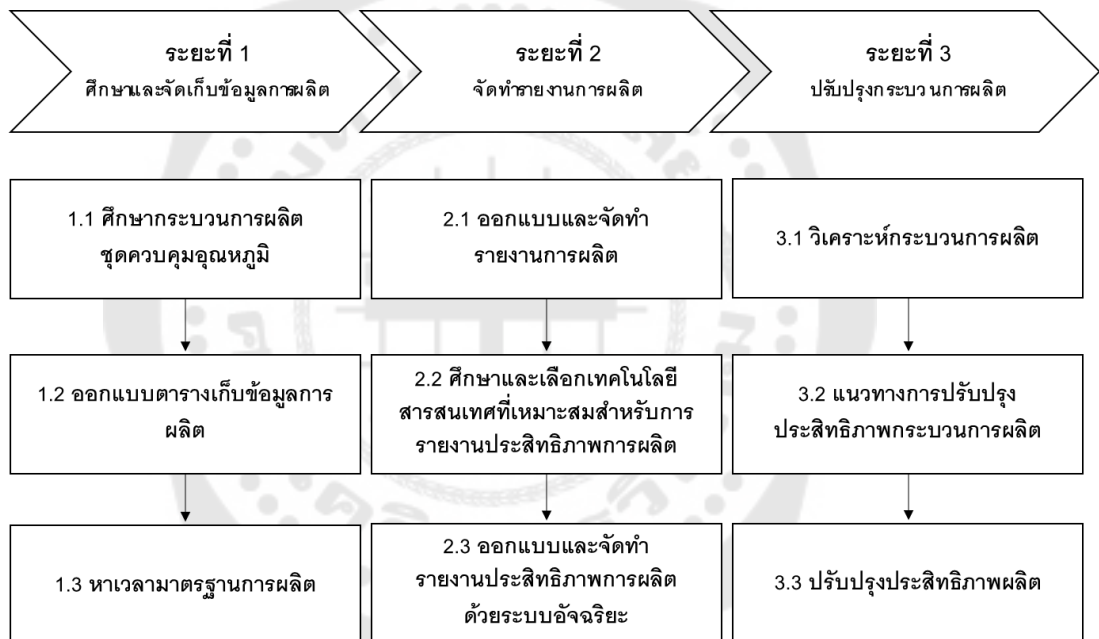 ระยะที่ 1
ศึกษาและจัดเก็บข้อมูลการผลิต
ระยะที่ 2
จัดทำรายงานการผลิต
ระยะที่ 3
ปรับปรุงกระบวนการผลิต
1.1 ศึกษากระบวนการผลิต
ชุดควบคุมอุณหภูมิ
1.2 ออกแบบตารางเก็บข้อมูลการ
ผลิต
1.3 หาเวลามาตรฐานการผลิต
2.1 ออกแบบและจัดทำ
รายงานการผลิต
2.2 ศึกษาและเลือกเทคโนโลยี
สารสนเทศที่เหมาะสมสำหรับการ
รายงานประสิทธิภาพการผลิต
2.3 ออกแบบและจัดทำ
รายงานประสิทธิภาพการผลิต
ด้วยระบบอัจฉริยะ
3.1 วิเคราะห์กระบวนการผลิต
3.2 แนวทางการปรับปรุง
ประสิทธิภาพกระบวนการผลิต
3.3 ปรับปรุงประสิทธิภาพผลิต